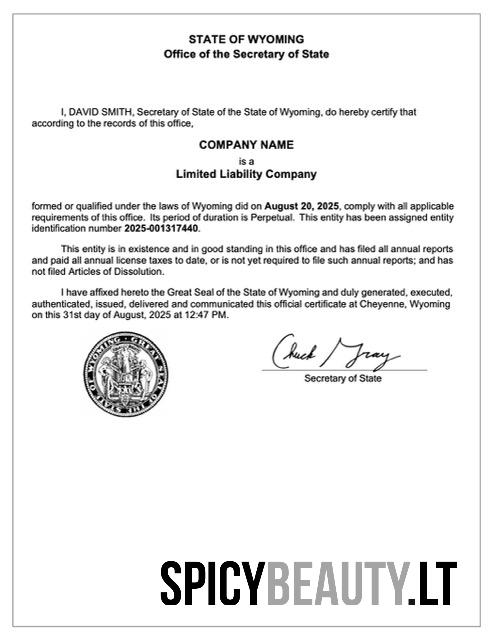 STATE OF WYOMING
Office of the Secretary of State
I, DAVID SMITH, Secretary of State of the State of Wyoming, do hereby certify that
according to the records of this office,
COMPANY NAME
is a
Limited Liability Company
formed or qualified under the laws of Wyoming did on August 20, 2025, comply with all applicable
requirements of this office. Its period of duration is Perpetual. This entity has been assigned entity
identification number 2025-001317440.
This entity is in existence and in good standing in this office and has filed all annual reports
and paid all annual license taxes to date, or is not yet required to file such annual reports; and has
not filed Articles of Dissolution.
I have affixed hereto the Great Seal of the State of Wyoming and duly generated, executed,
authenticated, issued, delivered and communicated this official certificate at Cheyenne, Wyoming
on this 31st day of August, 2025 at 12:47 PM.
GREAT SEAL OF THE STATE OF WYOMING
Chuck Gray
Secretary of State
SPICYBEAUTY.LT